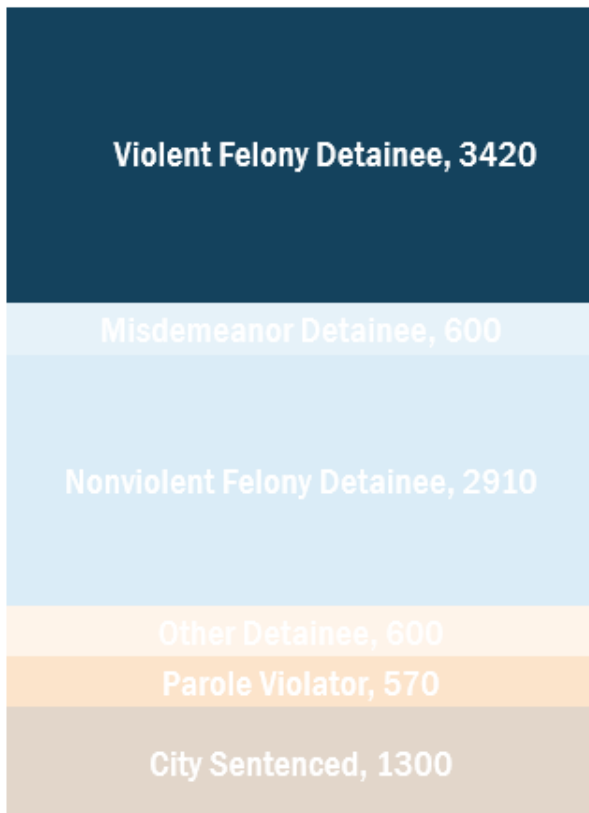 Violent Felony Detainee, 3420
Misdemeanor Detainee, 600
Nonviolent Felony Detainee, 2910
Other Detainee, 600
Parole Violator, 570
City Sentenced, 1300